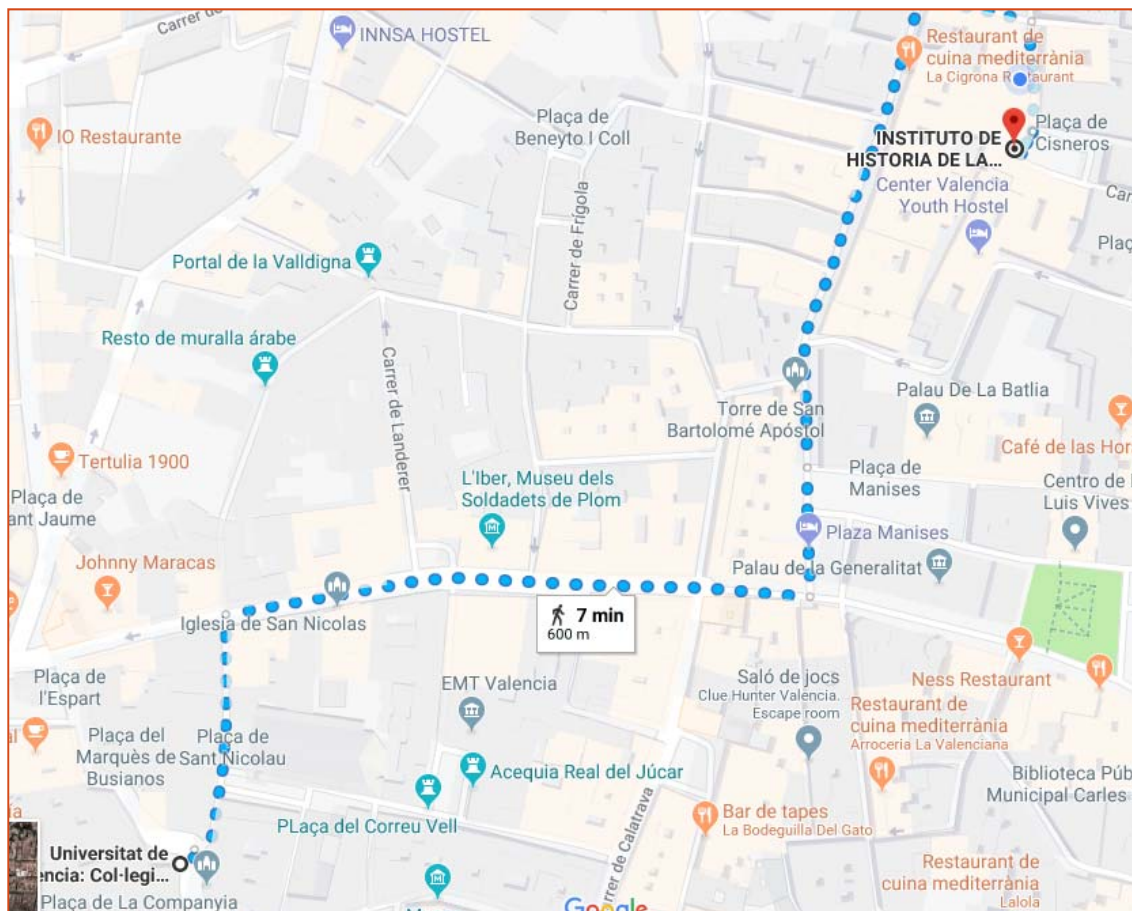 Carrer de
INNSA HOSTEL
Restaurant de
cuina mediterrània
La Cigrona Restaurant
IO Restaurante
Plaça de
Beneyto I Coll
INSTITUTO DE
HISTORIA DE LA...
Plaça de
Cisneros
Center Valencia
Youth Hostel
Carrer de Frígola
Portal de la Valldigna
Resto de muralla árabe
Carrer de Landerer
Torre de San
Bartolomé Apóstol
Palau De La Batlia
Café de las Hor
Tertulia 1900
L'Iber, Museu dels
Soldadets de Plom
Plaça de
Manises
Centro de
Luis Vives
Plaça de
ant Jaume
Plaza Manises
Johnny Maracas
Palau de la Generalitat
Iglesia de San Nicolas
7 min
600 m
Plaça de
l'Espart
EMT Valencia
Saló de jocs
Clue Hunter Valencia.
Escape room
Ness Restaurant
Restaurant de
cuina mediterrània
Arroceria La Valenciana
Plaça del
Marquès de
Busianos
Plaça de
Sant Nicolau
Acequia Real del Júcar
Biblioteca Púb
Municipal Carles
PLaça del Correu Vell
Bar de tapes
La Bodeguilla Del Gato
rrer de Calatrava
Universitat de
encia: Col·legi...
Plaça de La Companyia
Restaurant de
cuina mediterrània
Lalola
Google